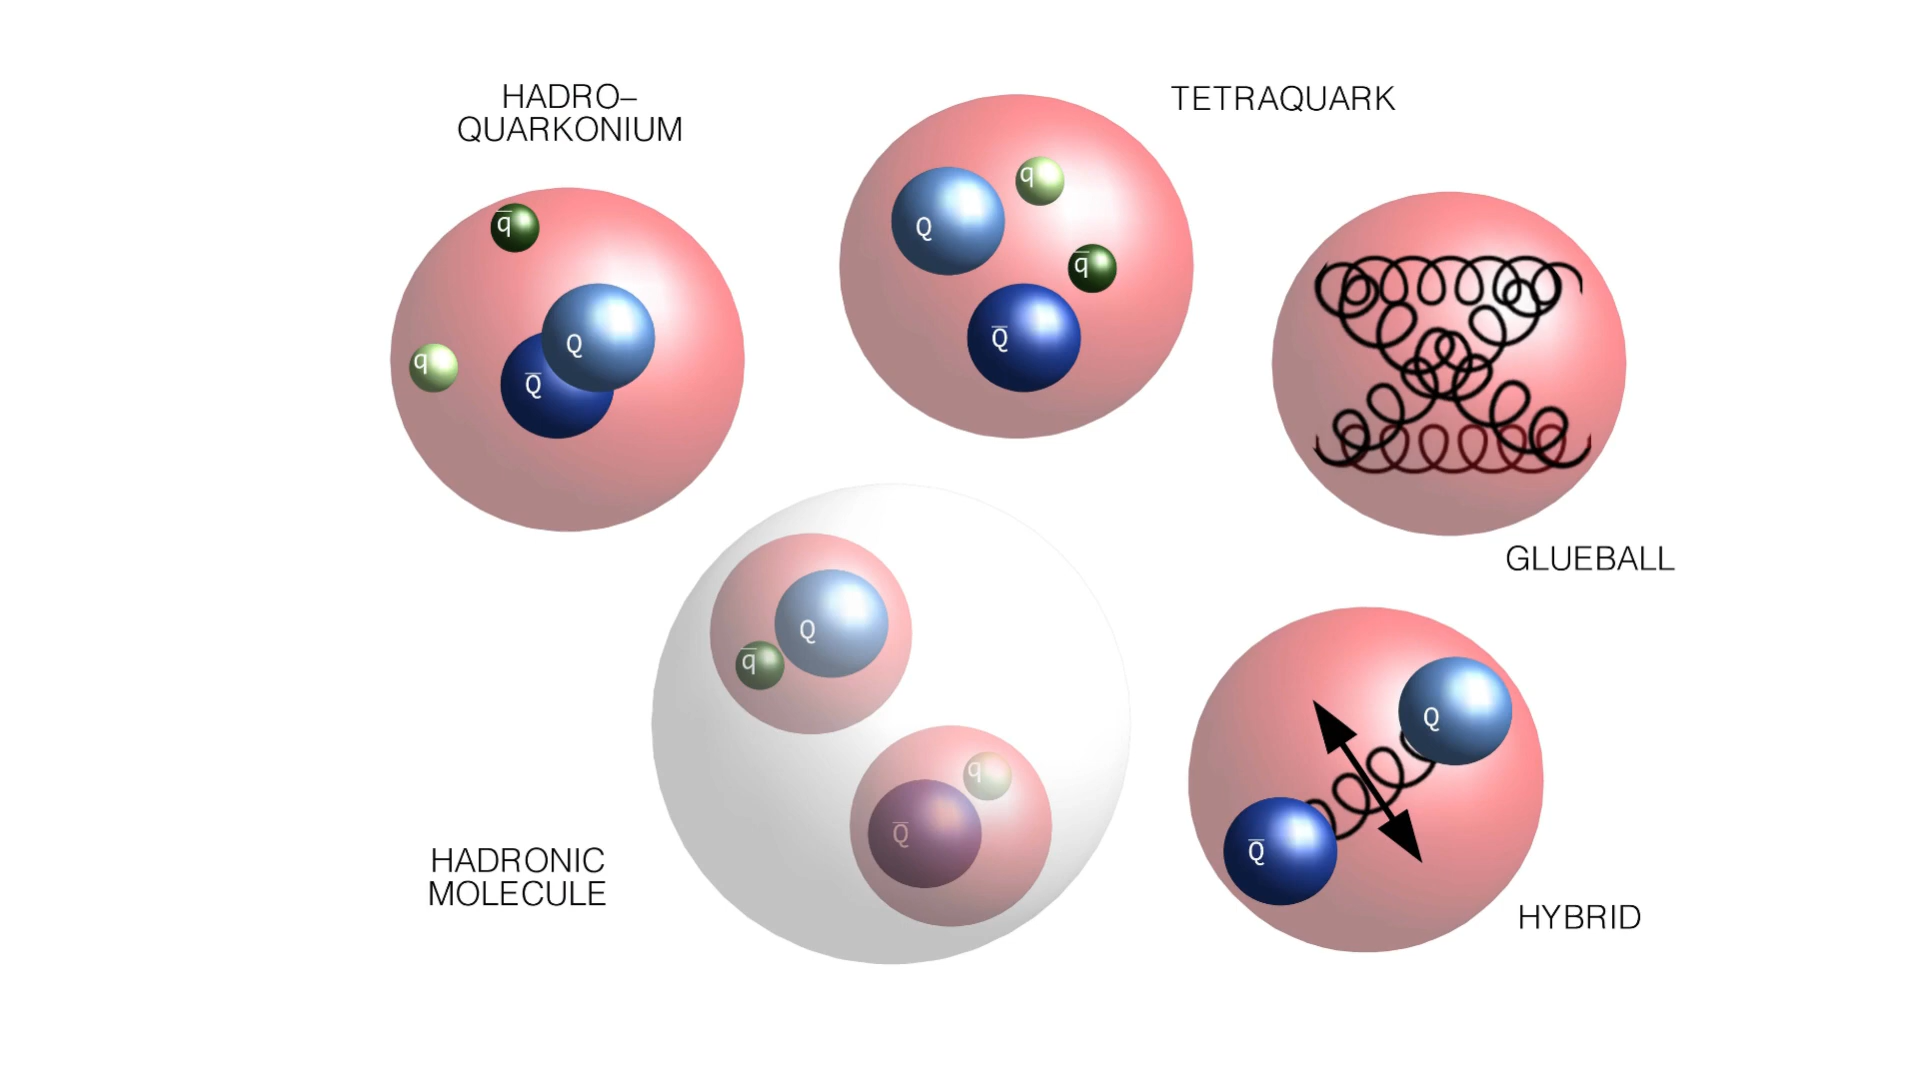 HADRO–
QUARKONIUM
TETRAQUARK
q̅
q
Q
Q̅
Q
q
q̅
Q̅
GLUEBALL
Q
q̅
q
Q̅
HADRONIC
MOLECULE
Q
Q̅
HYBRID